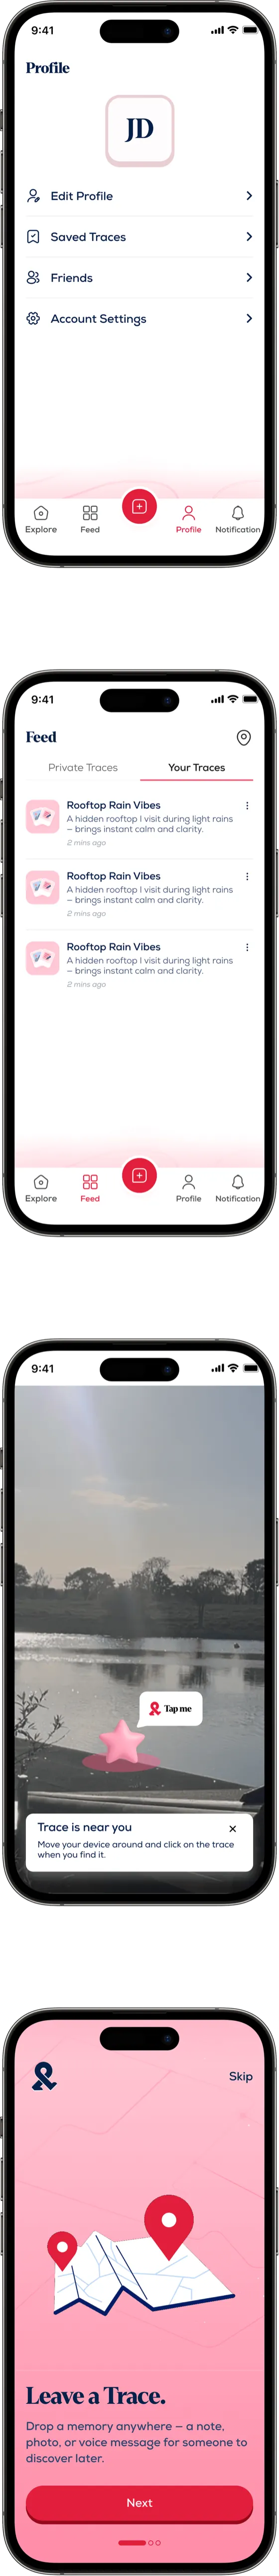 9:41
Profile
JD
Edit Profile
Saved Traces
Friends
Account Settings
Explore
Feed
Profile
Notification
9:41
Feed
Private Traces
Your Traces
Rooftop Rain Vibes
A hidden rooftop I visit during light rains
– brings instant calm and clarity.
2 mins ago
Rooftop Rain Vibes
A hidden rooftop I visit during light rains
– brings instant calm and clarity.
2 mins ago
Rooftop Rain Vibes
A hidden rooftop I visit during light rains
– brings instant calm and clarity.
2 mins ago
Explore
Feed
Profile
Notification
9:41
Tap me
Trace is near you
Move your device around and click on the trace
when you find it.
Skip
Leave a Trace.
Drop a memory anywhere — a note,
photo, or voice message for someone to
discover later.
Next